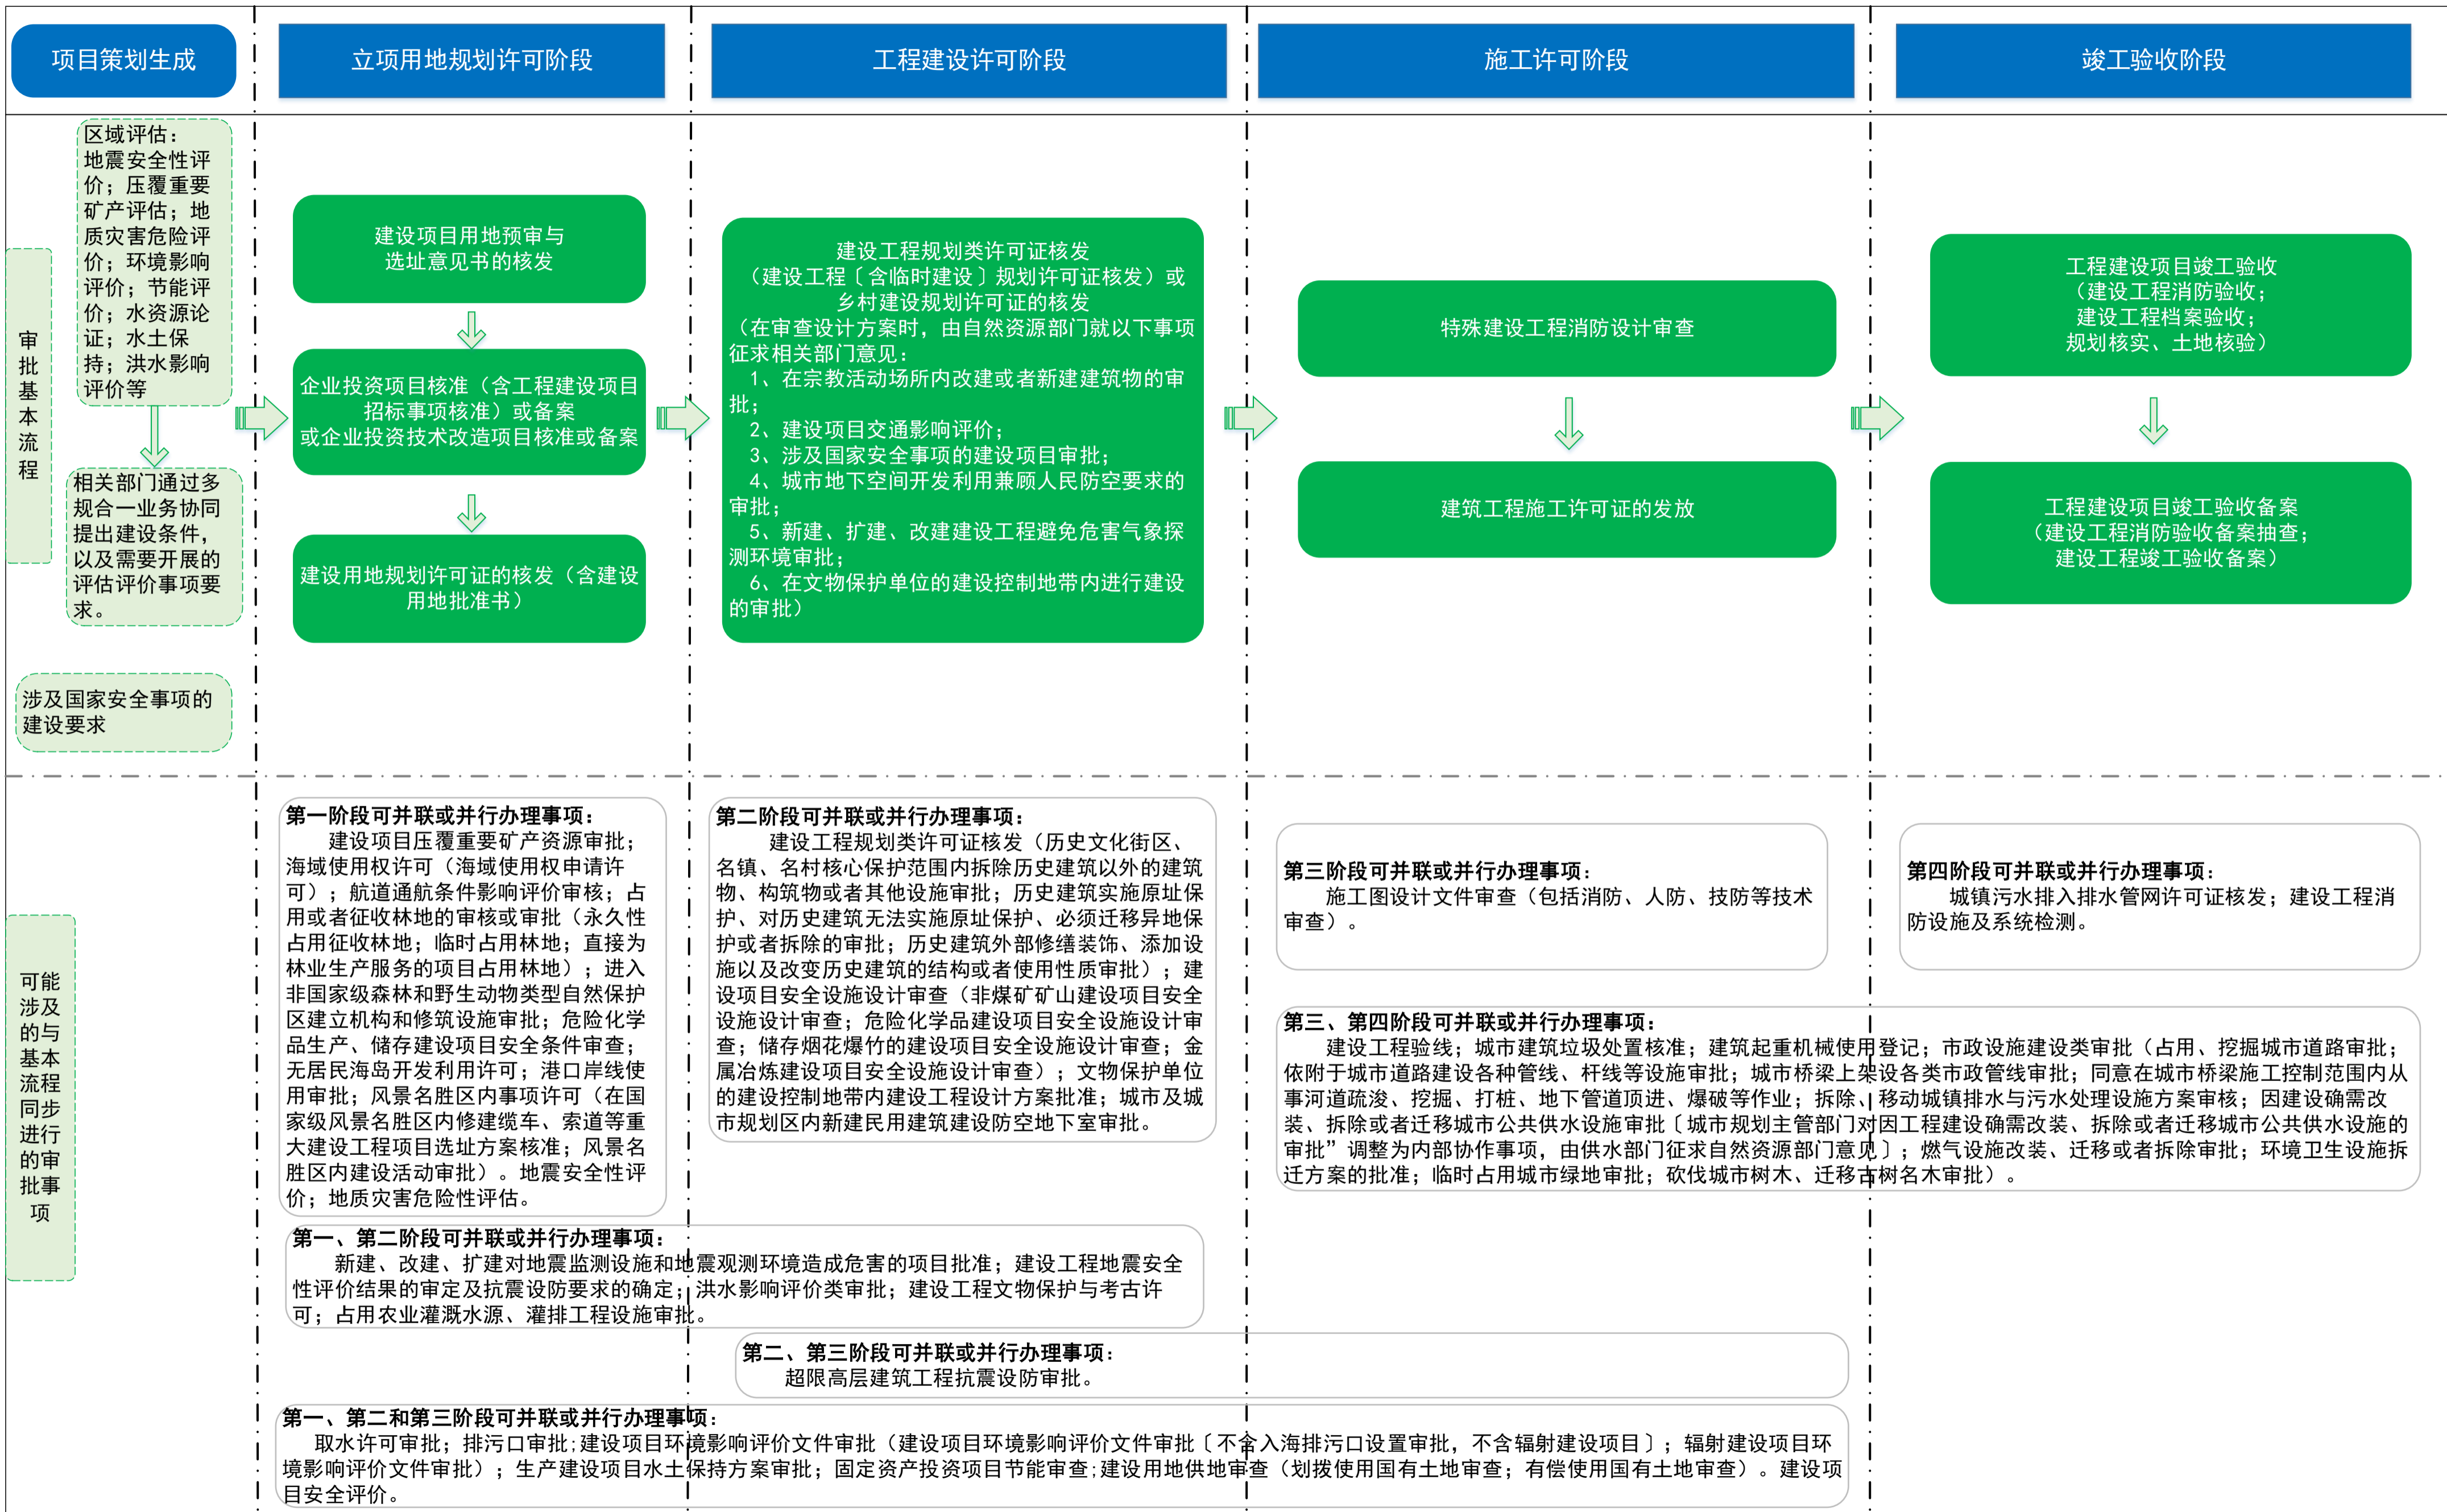 项目策划生成
立项用地规划许可阶段
工程建设许可阶段
施工许可阶段
竣工验收阶段
审
批
基
本
流
程
区域评估：
地震安全性评
价；压覆重要
矿产评估；地
质灾害危险评
价；环境影响
评价；节能评
价；水资源论
证；水土保
持；洪水影响
评价等
相关部门通过多
规合一业务协同
提出建设条件，
以及需要开展的
评估评价事项要
求。
涉及国家安全事项的
建设要求
建设项目用地预审与
选址意见书的核发
企业投资项目核准（含工程建设项目
招标事项核准）或备案
或企业投资技术改造项目核准或备案
建设用地规划许可证的核发（含建设
用地批准书）
建设工程规划类许可证核发
（建设工程〔含临时建设〕规划许可证核发）或
乡村建设规划许可证的核发
（在审查设计方案时，由自然资源部门就以下事项
征求相关部门意见：
1、在宗教活动场所内改建或者新建建筑物的审
批；
2、建设项目交通影响评价；
3、涉及国家安全事项的建设项目审批；
4、城市地下空间开发利用兼顾人民防空要求的
审批；
5、新建、扩建、改建建设工程避免危害气象探
测环境审批；
6、在文物保护单位的建设控制地带内进行建设
的审批）
特殊建设工程消防设计审查
建筑工程施工许可证的发放
工程建设项目竣工验收
（建设工程消防验收；
建设工程档案验收；
规划核实、土地核验）
工程建设项目竣工验收备案
（建设工程消防验收备案抽查；
建设工程竣工验收备案）
可能
涉及
的与
基本
流程
同步
进行
的审
批事
项
第一阶段可并联或并行办理事项：
建设项目压覆重要矿产资源审批；
海域使用权许可（海域使用权申请许
可）；航道通航条件影响评价审核；占
用或者征收林地的审核或审批（永久性
占用征收林地；临时占用林地；直接为
林业生产服务的项目占用林地）；进入
非国家级森林和野生动物类型自然保护
区建立机构和修筑设施审批；危险化学
品生产、储存建设项目安全条件审查；
无居民海岛开发利用许可；港口岸线使
用审批；风景名胜区内事项许可（在国
家级风景名胜区内修建缆车、索道等重
大建设工程项目选址方案核准；风景名
胜区内建设活动审批）。地震安全性评
价；地质灾害危险性评估。
第二阶段可并联或并行办理事项：
建设工程规划类许可证核发（历史文化街区、
名镇、名村核心保护范围内拆除历史建筑以外的建筑
物、构筑物或者其他设施审批；历史建筑实施原址保
护、对历史建筑无法实施原址保护、必须迁移异地保
护或者拆除的审批；历史建筑外部修缮装饰、添加设
施以及改变历史建筑的结构或者使用性质审批）；建
设项目安全设施设计审查（非煤矿矿山建设项目安全
设施设计审查；危险化学品建设项目安全设施设计审
查；储存烟花爆竹的建设项目安全设施设计审查；金
属冶炼建设项目安全设施设计审查）；文物保护单位
的建设控制地带内建设工程设计方案批准；城市及城
市规划区内新建民用建筑建设防空地下室审批。
第三阶段可并联或并行办理事项：
施工图设计文件审查（包括消防、人防、技防等技术
审查）。
第四阶段可并联或并行办理事项：
城镇污水排入排水管网许可证核发；建设工程消
防设施及系统检测。
第三、第四阶段可并联或并行办理事项：
建设工程验线；城市建筑垃圾处置核准；建筑起重机械使用登记；市政设施建设类审批（占用、挖掘城市道路审批；
依附于城市道路建设各种管线、杆线等设施审批；城市桥梁上架设各类市政管线审批；同意在城市桥梁施工控制范围内从
事河道疏浚、挖掘、打桩、地下管道顶进、爆破等作业；拆除、移动城镇排水与污水处理设施方案审核；因建设确需改
装、拆除或者迁移城市公共供水设施审批〔城市规划主管部门对因工程建设确需改装、拆除或者迁移城市公共供水设施的
审批”调整为内部协作事项，由供水部门征求自然资源部门意见〕；燃气设施改装、迁移或者拆除审批；环境卫生设施拆
迁方案的批准；临时占用城市绿地审批；砍伐城市树木、迁移古树名木审批）。
第一、第二阶段可并联或并行办理事项：
新建、改建、扩建对地震监测设施和地震观测环境造成危害的项目批准；建设工程地震安全
性评价结果的审定及抗震设防要求的确定；洪水影响评价类审批；建设工程文物保护与考古许
可；占用农业灌溉水源、灌排工程设施审批。
第二、第三阶段可并联或并行办理事项：
超限高层建筑工程抗震设防审批。
第一、第二和第三阶段可并联或并行办理事项：
取水许可审批；排污口审批;建设项目环境影响评价文件审批（建设项目环境影响评价文件审批〔不含入海排污口设置审批，不含辐射建设项目〕；辐射建设项目环
境影响评价文件审批）；生产建设项目水土保持方案审批；固定资产投资项目节能审查;建设用地供地审查（划拨使用国有土地审查；有偿使用国有土地审查）。建设项
目安全评价。